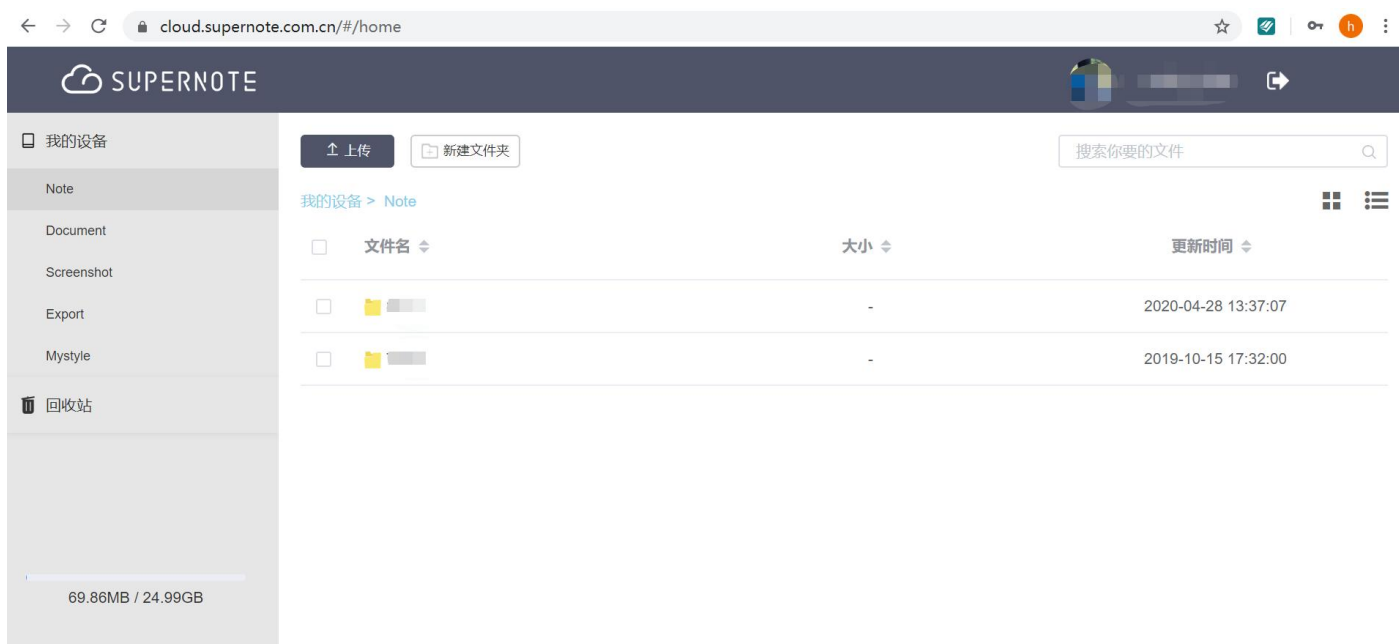 cloud.supernote.com.cn/#/home
h
SUPERNOTE
我的设备
Note
Document
Screenshot
Export
Mystyle
回收站
69.86MB / 24.99GB
上传
新建文件夹
搜索你要的文件
我的设备 > Note
文件名 大小 更新时间
- 2020-04-28 13:37:07
- 2019-10-15 17:32:00